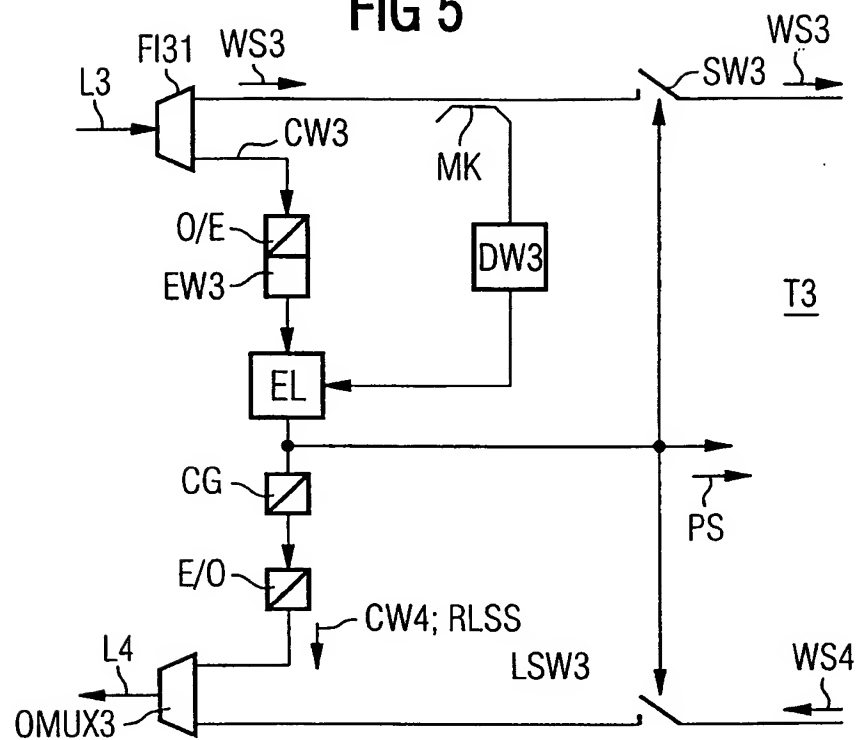 FIG 5
WS3
WS3
FI31
SW3
L3
CW3
MK
O/E
DW3
EW3
T3
EL
CG
PS
E/O
CW4; RLSS
L4
LSW3
WS4
OMUX3